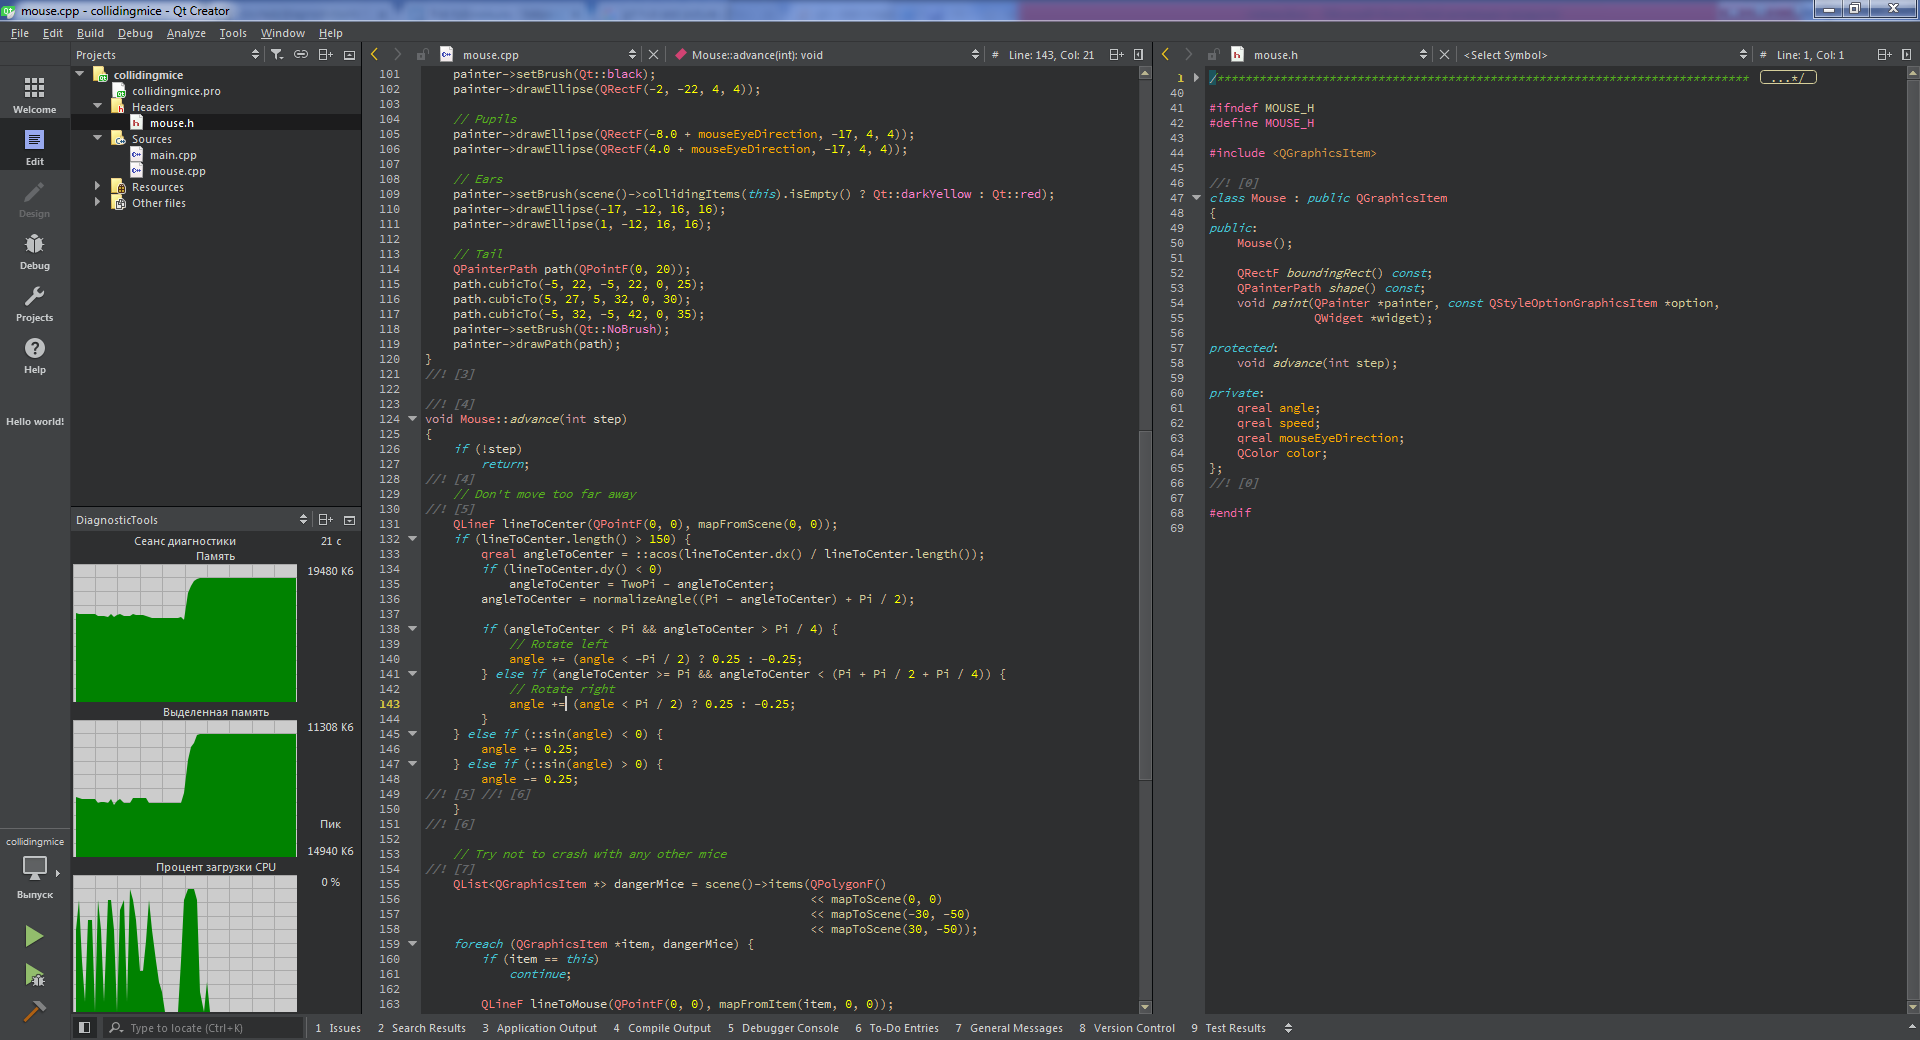 mouse.cpp - collidingmice - Qt Creator
File Edit Build Debug Analyze Tools Window Help
Welcome
Edit
Design
Debug
Projects
Help
Hello world!
collidingmice
Выпуск
Projects
collidingmice
collidingmice.pro
Headers
mouse.h
Sources
main.cpp
mouse.cpp
Resources
Other files
DiagnosticTools
Сеанс диагностики 21 с
Память
19480 Кб
Выделенная память
11308 Кб
Пик
14940 Кб
Процент загрузки CPU
0 %
mouse.cpp Mouse::advance(int): void # Line: 143, Col: 21
101 painter->setBrush(Qt::black);
102 painter->drawEllipse(QRectF(-2, -22, 4, 4));
103
104 // Pupils
105 painter->drawEllipse(QRectF(-8.0 + mouseEyeDirection, -17, 4, 4));
106 painter->drawEllipse(QRectF(4.0 + mouseEyeDirection, -17, 4, 4));
107
108 // Ears
109 painter->setBrush(scene()->collidingItems(this).isEmpty() ? Qt::darkYellow : Qt::red);
110 painter->drawEllipse(-17, -12, 16, 16);
111 painter->drawEllipse(1, -12, 16, 16);
112
113 // Tail
114 QPainterPath path(QPointF(0, 20));
115 path.cubicTo(-5, 22, -5, 22, 0, 25);
116 path.cubicTo(5, 27, 5, 32, 0, 30);
117 path.cubicTo(-5, 32, -5, 42, 0, 35);
118 painter->setBrush(Qt::NoBrush);
119 painter->drawPath(path);
120 }
121 //! [3]
122
123 //! [4]
124 void Mouse::advance(int step)
125 {
126 if (!step)
127 return;
128 //! [4]
129 // Don't move too far away
130 //! [5]
131 QLineF lineToCenter(QPointF(0, 0), mapFromScene(0, 0));
132 if (lineToCenter.length() > 150) {
133 qreal angleToCenter = ::acos(lineToCenter.dx() / lineToCenter.length());
134 if (lineToCenter.dy() < 0)
135 angleToCenter = TwoPi - angleToCenter;
136 angleToCenter = normalizeAngle((Pi - angleToCenter) + Pi / 2);
137
138 if (angleToCenter < Pi && angleToCenter > Pi / 4) {
139 // Rotate left
140 angle += (angle < -Pi / 2) ? 0.25 : -0.25;
141 } else if (angleToCenter >= Pi && angleToCenter < (Pi + Pi / 2 + Pi / 4)) {
142 // Rotate right
143 angle += (angle < Pi / 2) ? 0.25 : -0.25;
144 }
145 } else if (::sin(angle) < 0) {
146 angle += 0.25;
147 } else if (::sin(angle) > 0) {
148 angle -= 0.25;
149 //! [5] //! [6]
150 }
151 //! [6]
152
153 // Try not to crash with any other mice
154 //! [7]
155 QList<QGraphicsItem *> dangerMice = scene()->items(QPolygonF()
156 << mapToScene(0, 0)
157 << mapToScene(-30, -50)
158 << mapToScene(30, -50));
159 foreach (QGraphicsItem *item, dangerMice) {
160 if (item == this)
161 continue;
162
163 QLineF lineToMouse(QPointF(0, 0), mapFromItem(item, 0, 0));
mouse.h <Select Symbol> # Line: 1, Col: 1
1 /**************************************************************************** ...*/
40
41 #ifndef MOUSE_H
42 #define MOUSE_H
43
44 #include <QGraphicsItem>
45
46 //! [0]
47 class Mouse : public QGraphicsItem
48 {
49 public:
50 Mouse();
51
52 QRectF boundingRect() const;
53 QPainterPath shape() const;
54 void paint(QPainter *painter, const QStyleOptionGraphicsItem *option,
55 QWidget *widget);
56
57 protected:
58 void advance(int step);
59
60 private:
61 qreal angle;
62 qreal speed;
63 qreal mouseEyeDirection;
64 QColor color;
65 };
66 //! [0]
67
68 #endif
69
Type to locate (Ctrl+K) 1 Issues 2 Search Results 3 Application Output 4 Compile Output 5 Debugger Console 6 To-Do Entries 7 General Messages 8 Version Control 9 Test Results